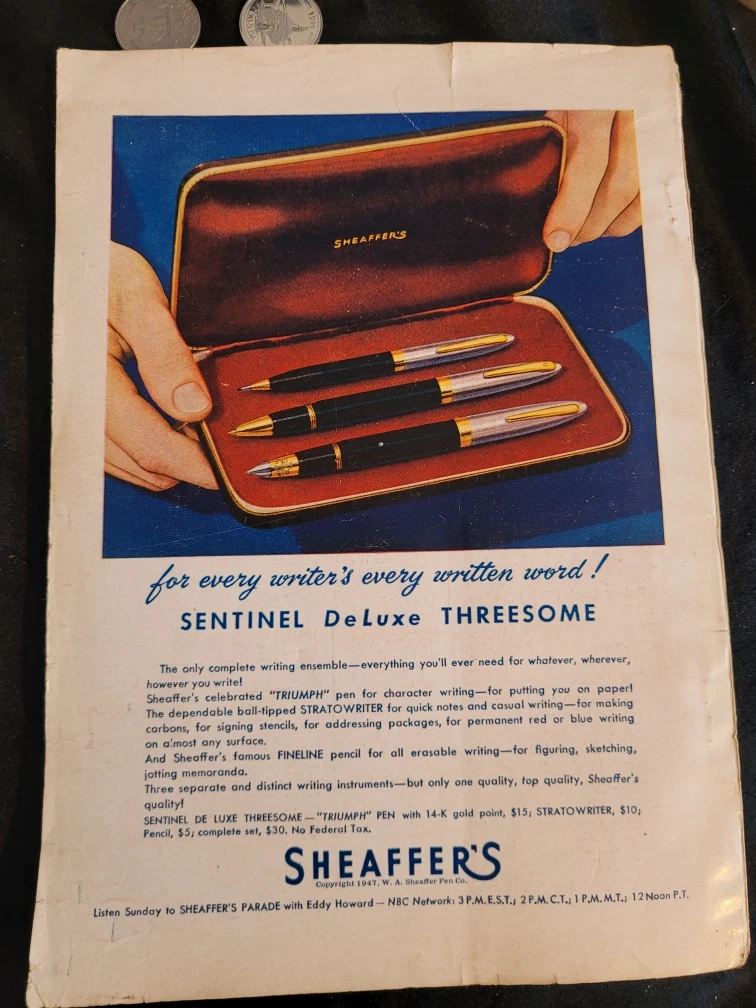 SHEAFFER'S
for every writer's every written word!
SENTINEL DeLuxe THREESOME
The only complete writing ensemble—everything you'll ever need for whatever, wherever,
however you write!
Sheaffer's celebrated "TRIUMPH" pen for character writing—for putting you on paper!
The dependable ball-tipped STRATOWRITER for quick notes and casual writing—for making
carbons, for signing stencils, for addressing packages, for permanent red or blue writing
on almost any surface.
And Sheaffer's famous FINELINE pencil for all erasable writing—for figuring, sketching,
jotting memoranda.
Three separate and distinct writing instruments—but only one quality, top quality, Sheaffer's
quality!
SENTINEL DE LUXE THREESOME—"TRIUMPH" PEN with 14-K gold point, $15; STRATOWRITER, $10;
Pencil, $5; complete set, $30. No Federal Tax.
SHEAFFER'S
Copyright 1947, W. A. Sheaffer Pen Co.
Listen Sunday to SHEAFFER'S PARADE with Eddy Howard—NBC Network: 3 P.M. E.S.T.; 2 P.M. C.T.; 1 P.M. M.T.; 12 Noon P.T.